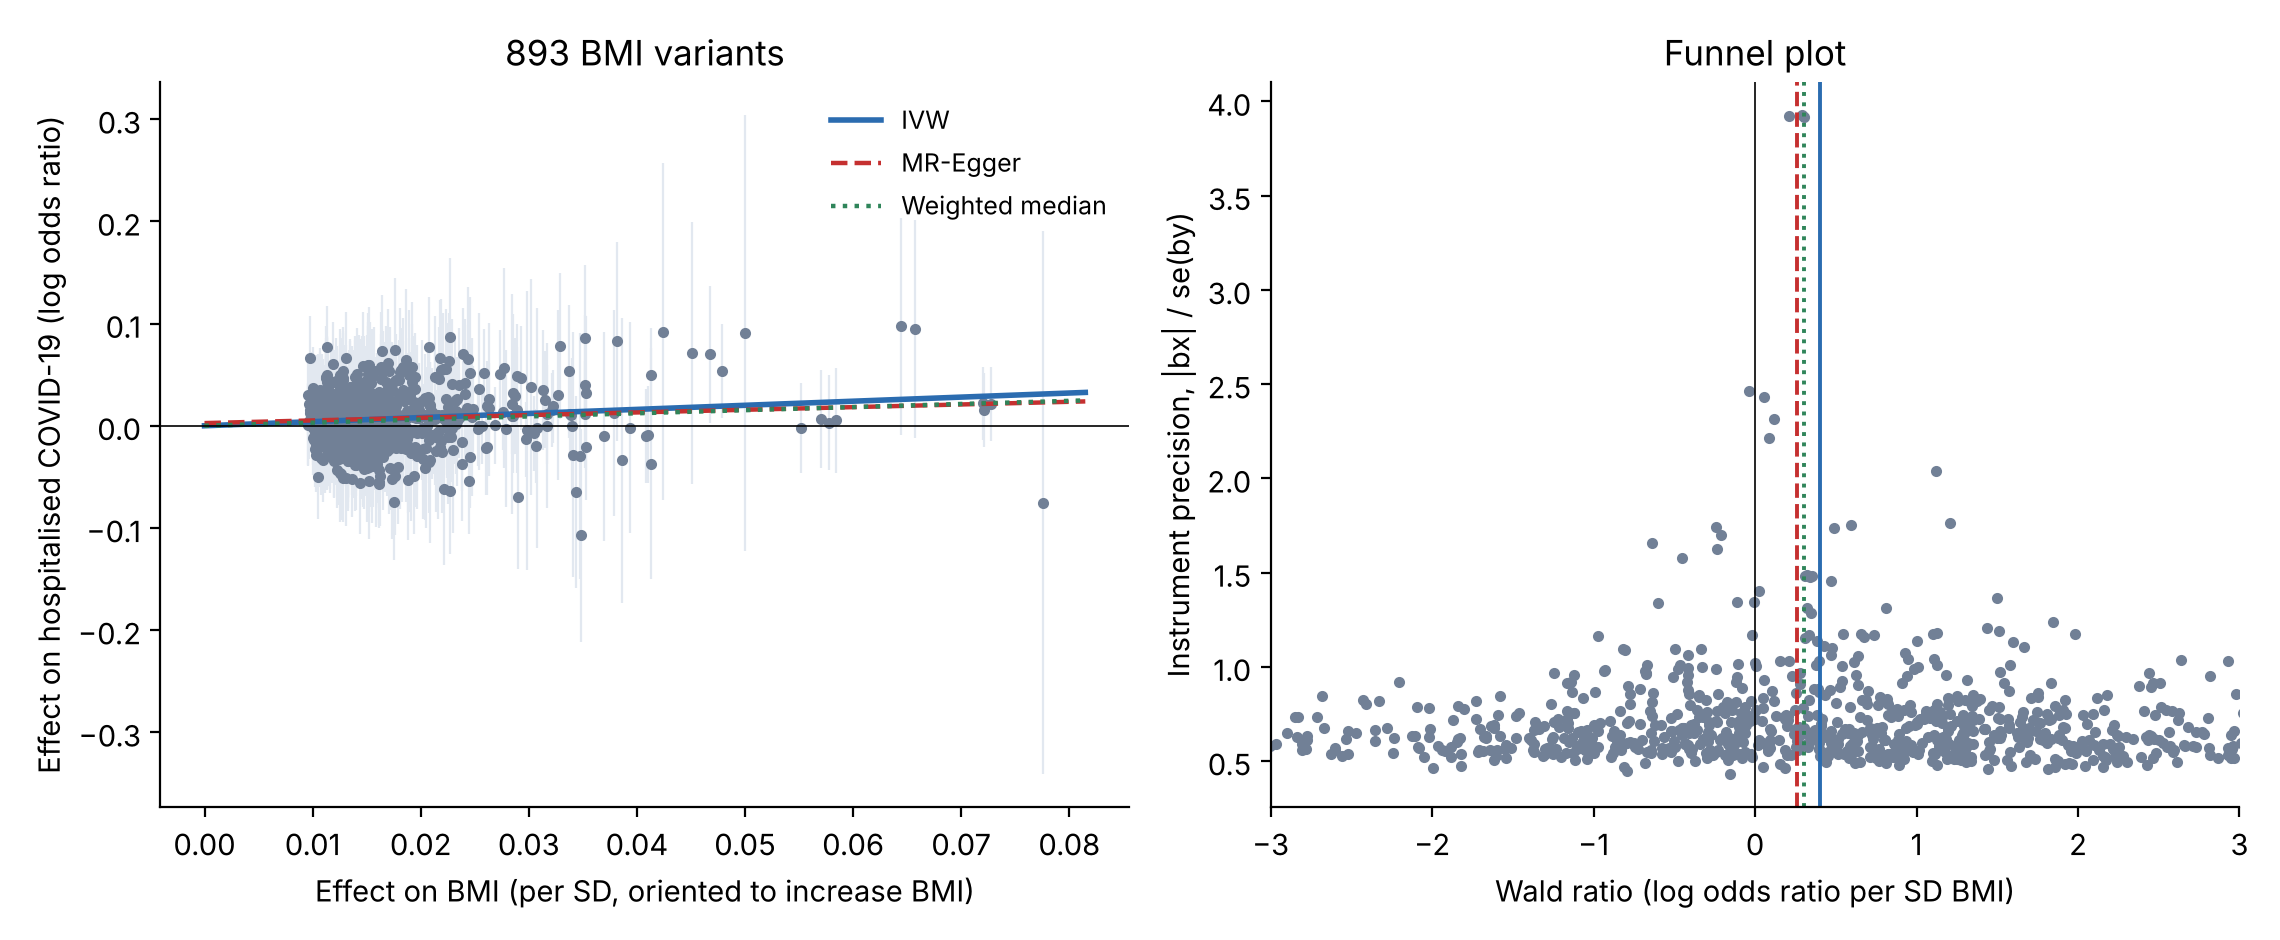 893 BMI variants
Effect on hospitalised COVID-19 (log odds ratio)
0.3
0.2
0.1
0.0
−0.1
−0.2
−0.3
IVW
MR-Egger
Weighted median
0.00 0.01 0.02 0.03 0.04 0.05 0.06 0.07 0.08
Effect on BMI (per SD, oriented to increase BMI)
Funnel plot
Instrument precision, |bx| / se(by)
4.0
3.5
3.0
2.5
2.0
1.5
1.0
0.5
−3 −2 −1 0 1 2 3
Wald ratio (log odds ratio per SD BMI)